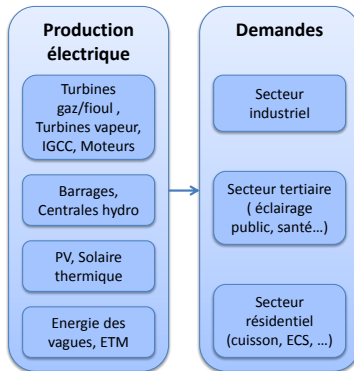 Production
électrique
Turbines
gaz/fioul ,
Turbines vapeur,
IGCC, Moteurs
Barrages,
Centrales hydro
PV, Solaire
thermique
Energie des
vagues, ETM
Demandes
Secteur
industriel
Secteur tertiaire
( éclairage
public, santé...)
Secteur
résidentiel
(cuisson, ECS, ...)